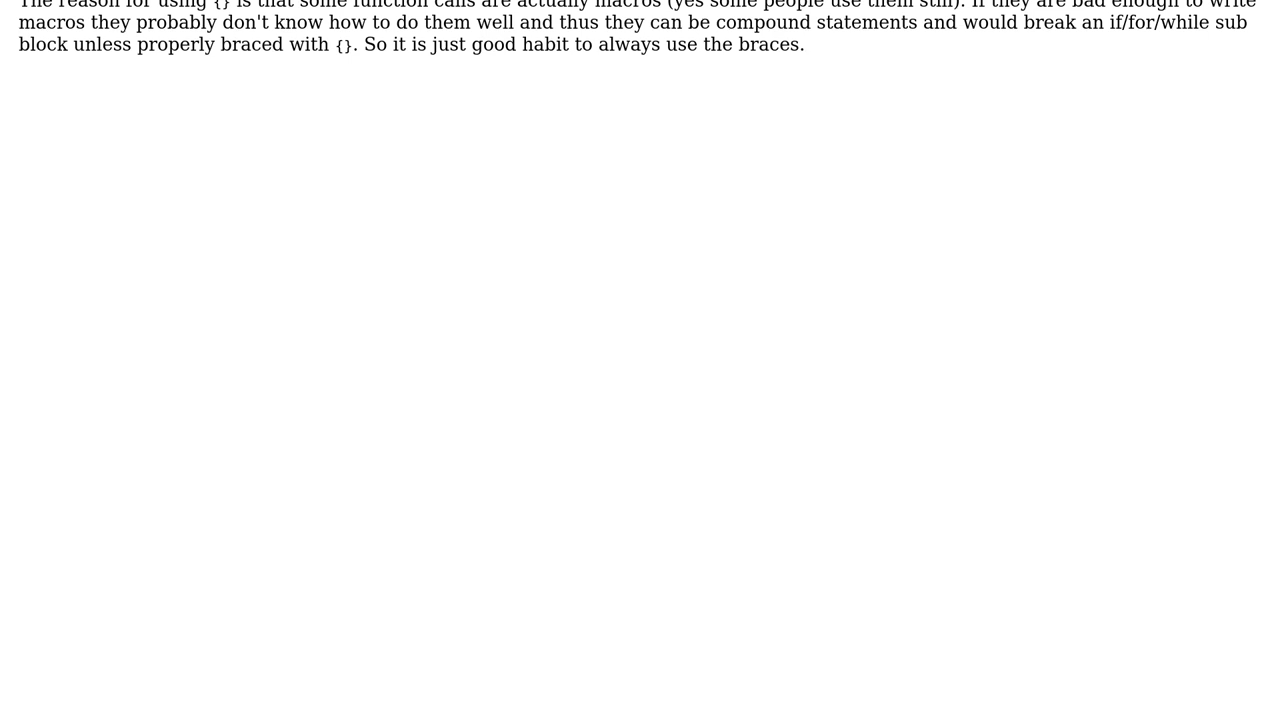 The reason for using {} is that some function calls are actually macros (yes some people use them still). If they are bad enough to write
macros they probably don't know how to do them well and thus they can be compound statements and would break an if/for/while sub
block unless properly braced with {}. So it is just good habit to always use the braces.